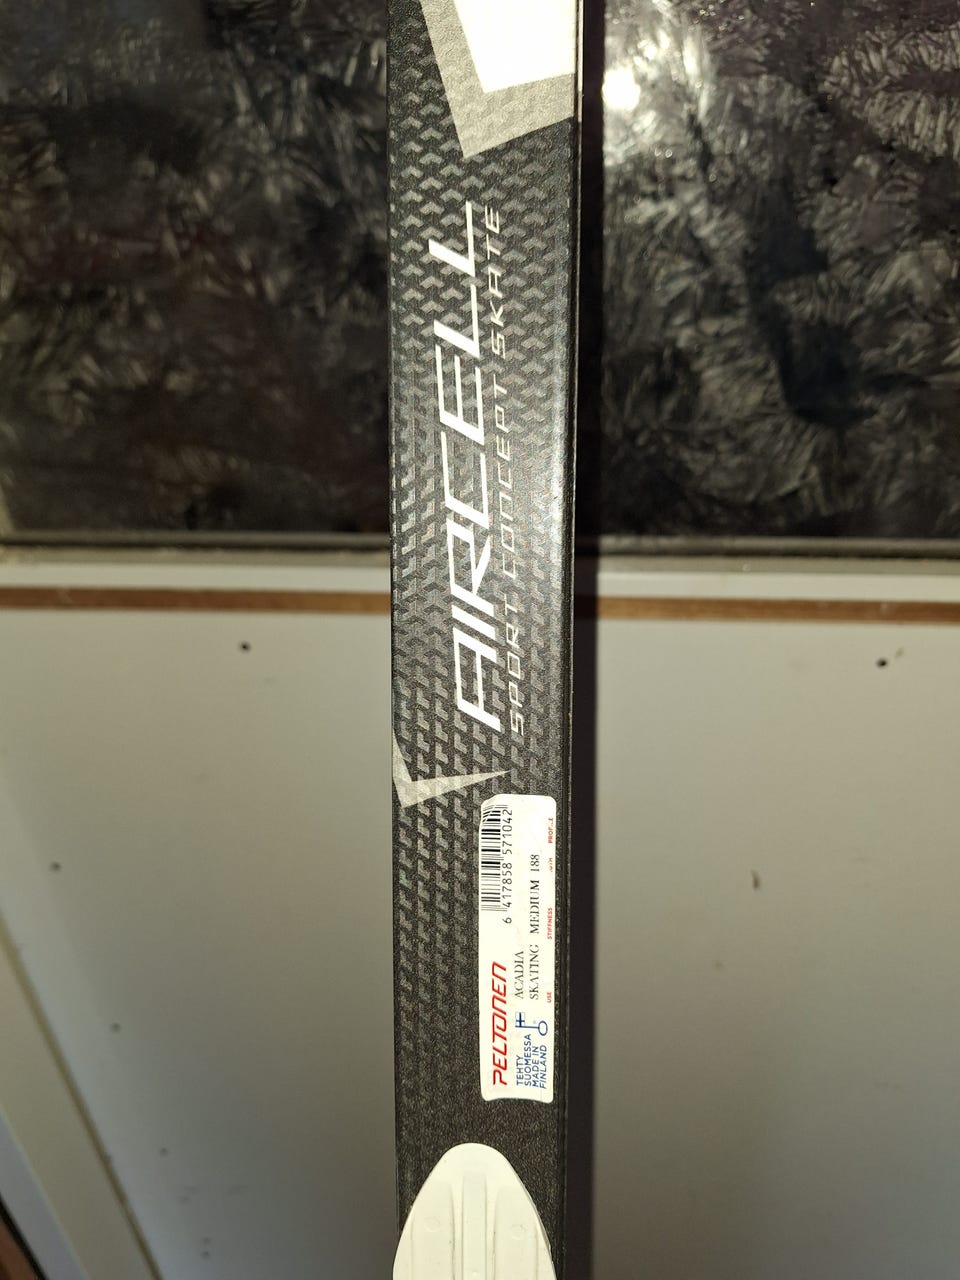 AIRCELL
SPORT CONCEPT SKATE
6 417858 571042
PELTONEN
ACADIA
SKATING MEDIUM 188
USE STIFFNESS
TEHTY
SUOMESSA
MADE IN
FINLAND